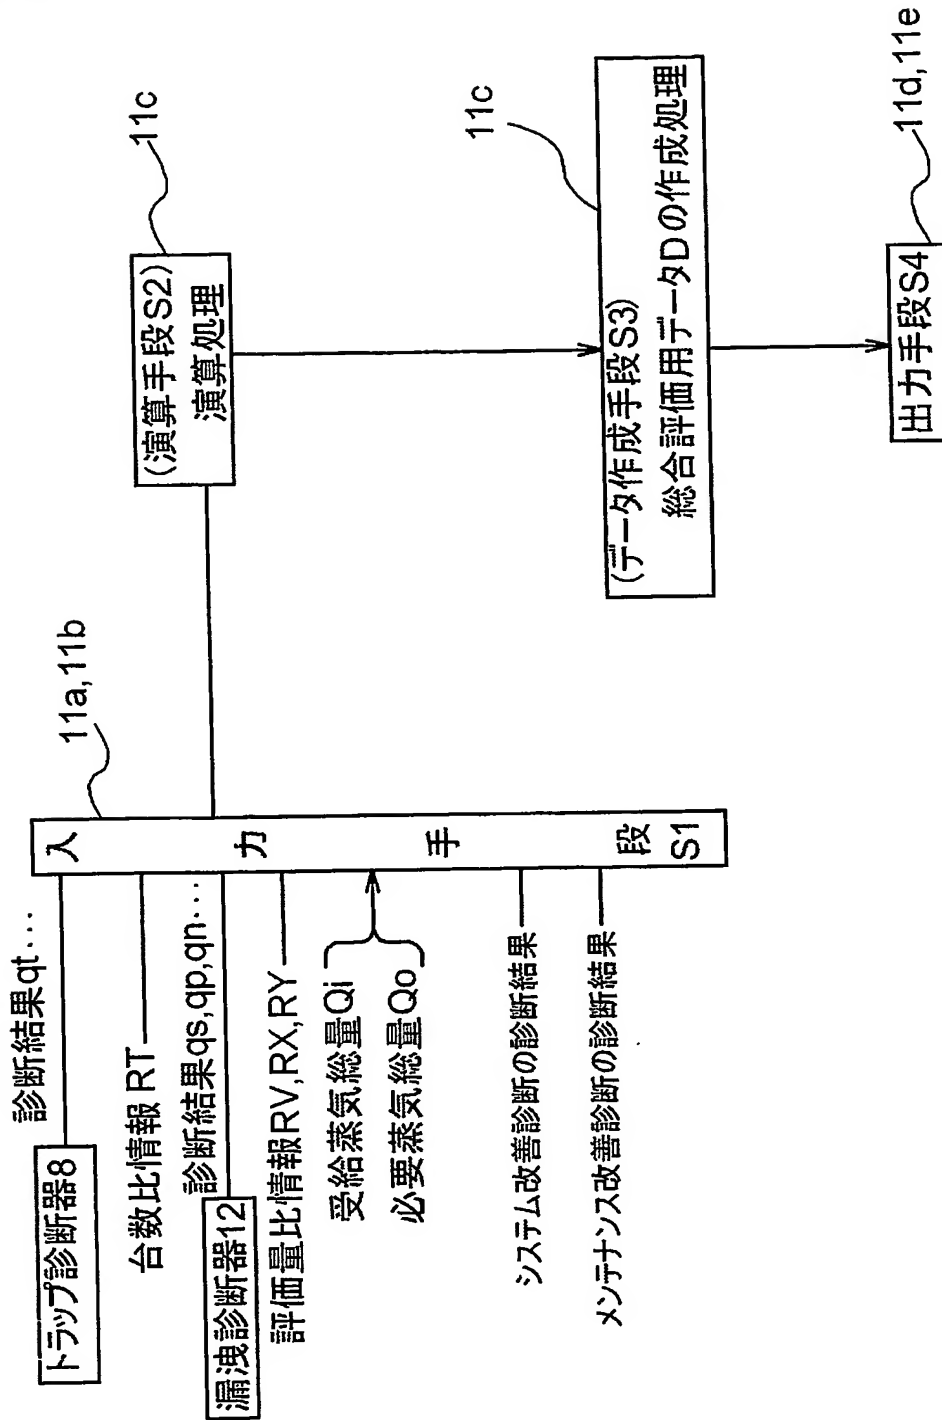 トラップ診断器8
診断結果qt・・・
台数比情報RT
漏洩診断器12
診断結果qs,qp,qn・・・
評価量比情報RV,RX,RY
受給蒸気総量Qi
必要蒸気総量Qo
システム改善診断の診断結果
メンテナンス改善診断の診断結果
入力手段S1
11a,11b
(演算手段S2)
演算処理
11c
(データ作成手段S3)
総合評価用データDの作成処理
11c
出力手段S4
11d,11e